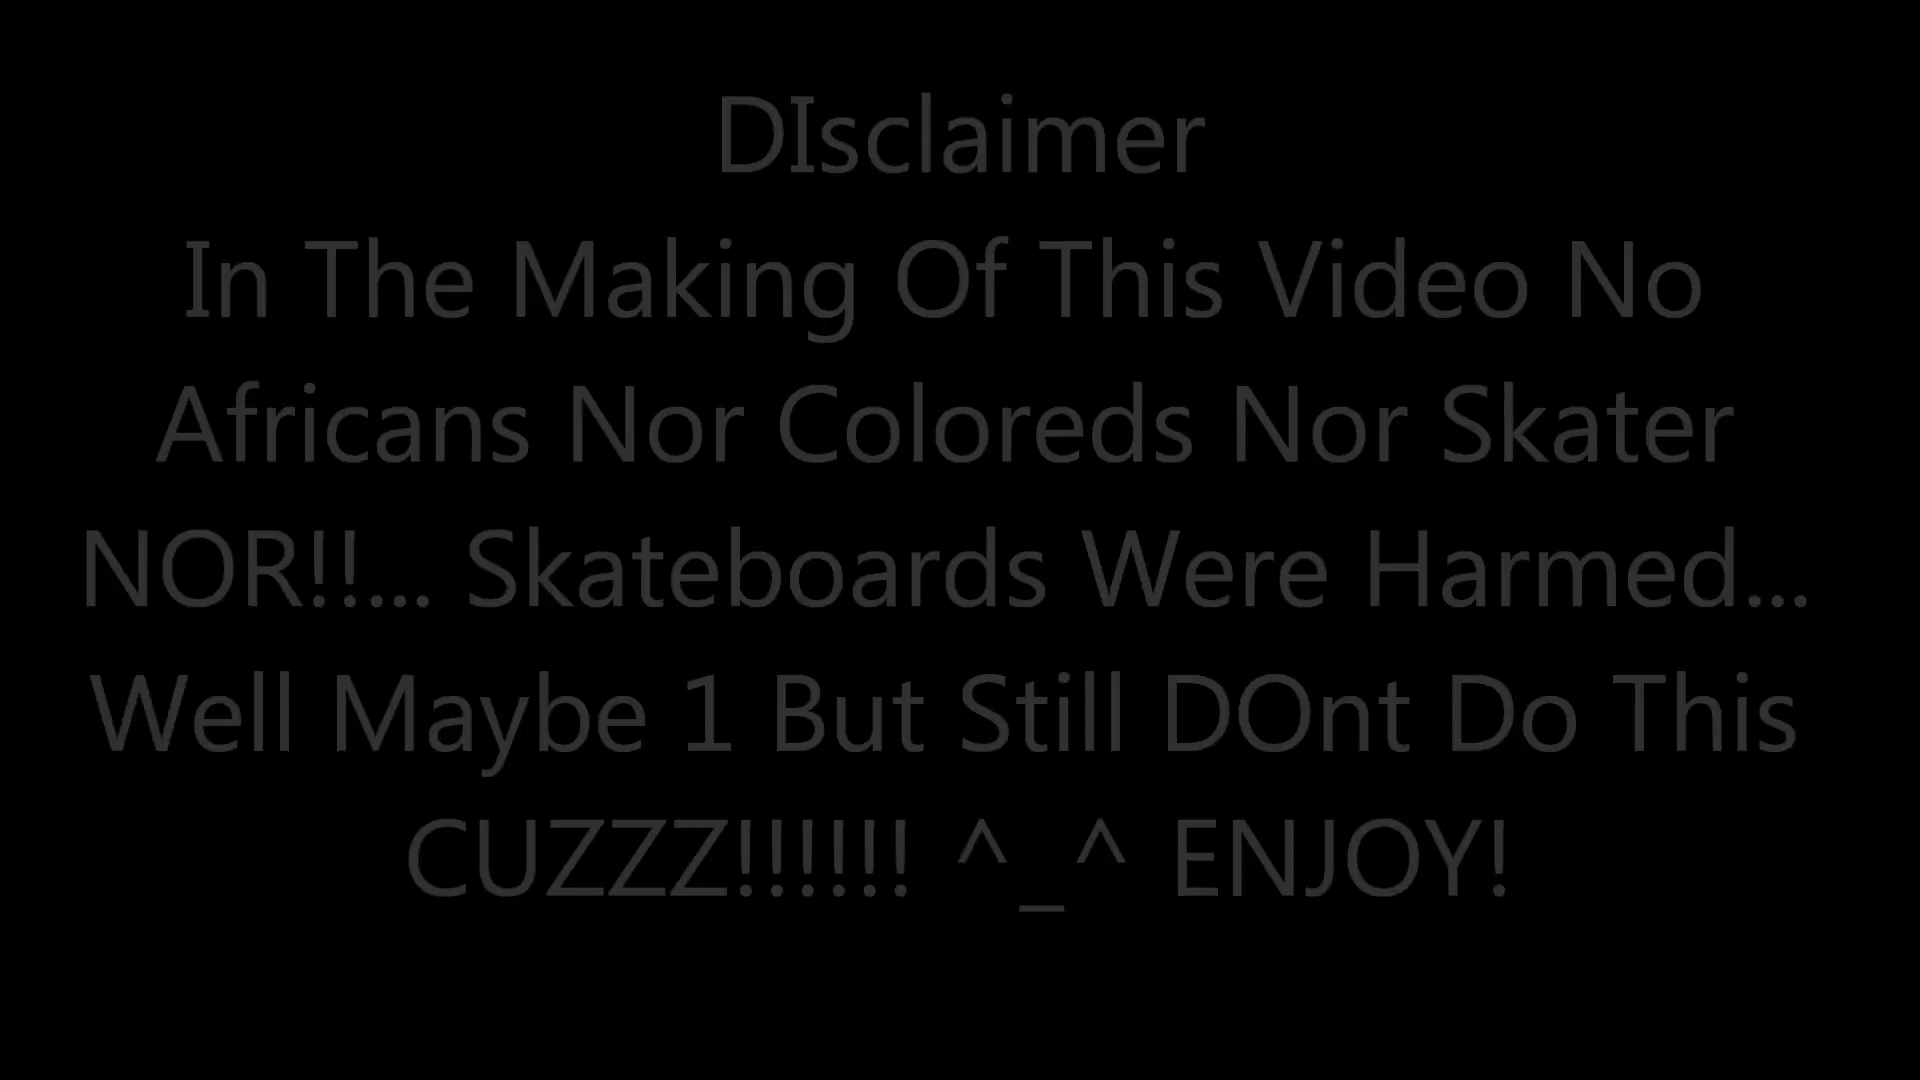 DIsclaimer
In The Making Of This Video No
Africans Nor Coloreds Nor Skater
NOR!!... Skateboards Were Harmed...
Well Maybe 1 But Still DOnt Do This
CUZZZ!!!!!! ^_^ ENJOY!